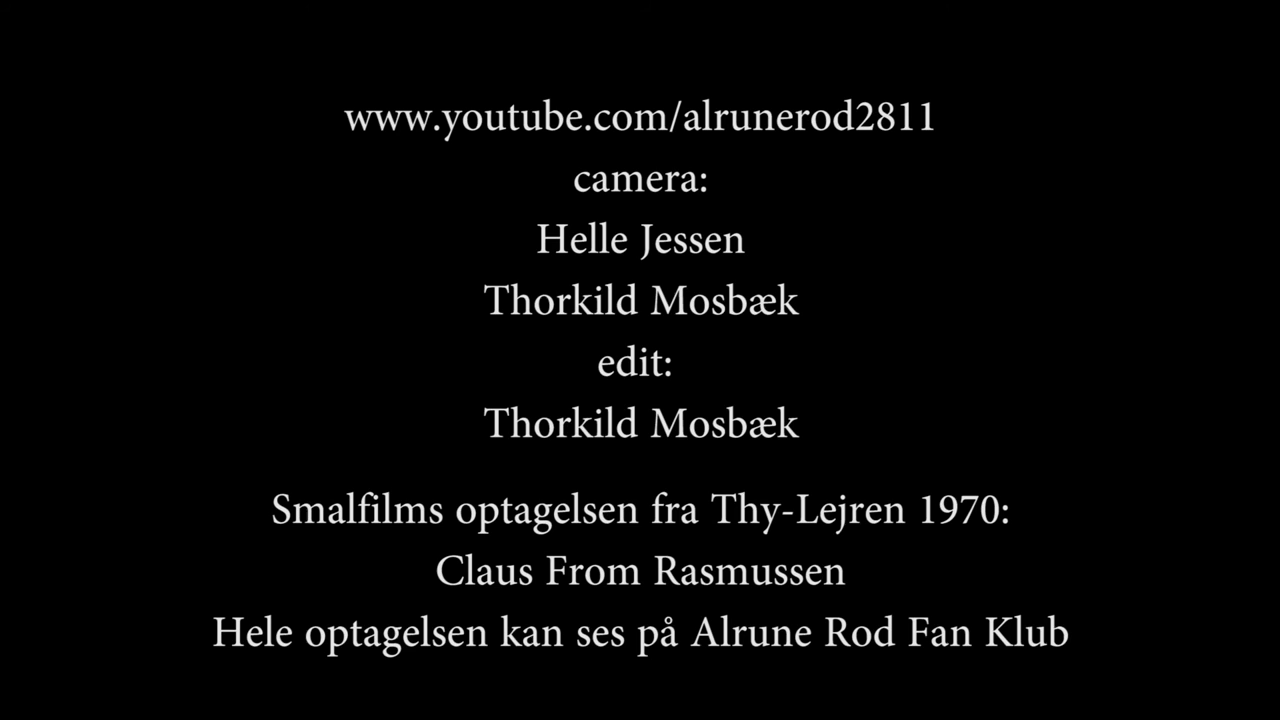 www.youtube.com/alrunerod2811
camera:
Helle Jessen
Thorkild Mosbæk
edit:
Thorkild Mosbæk
Smalfilms optagelsen fra Thy-Lejren 1970:
Claus From Rasmussen
Hele optagelsen kan ses på Alrune Rod Fan Klub